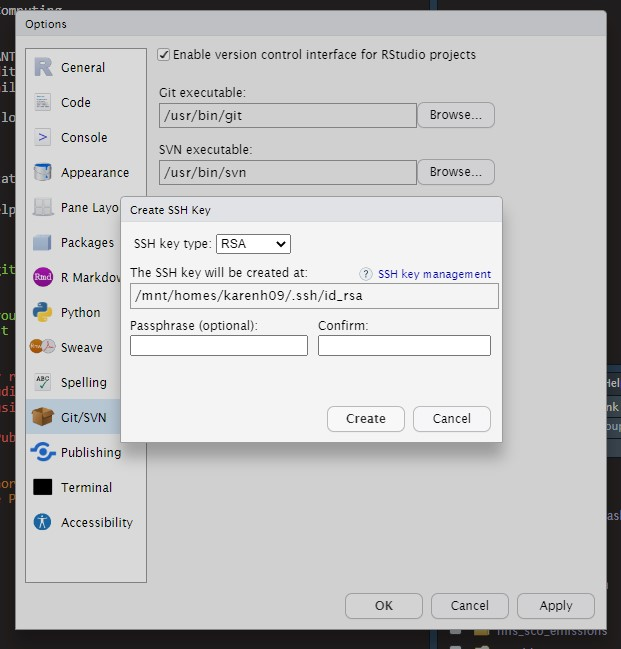 Computing
Options
Enable version control interface for RStudio projects
Git executable:
/usr/bin/git
Browse...
SVN executable:
/usr/bin/svn
Browse...
General
Code
Console
Appearance
Pane Layo
Packages
R Markdov
Python
Sweave
Spelling
Git/SVN
Publishing
Terminal
Accessibility
Create SSH Key
SSH key type: RSA
The SSH key will be created at:
SSH key management
/mnt/homes/karenh09/.ssh/id_rsa
Passphrase (optional):
Confirm:
Create
Cancel
OK
Cancel
Apply
nns_sco_emissions